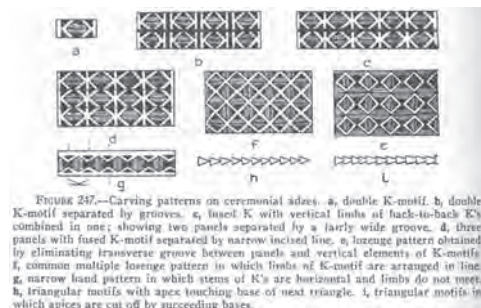 a
b
c
d
f
e
g
h
i
FIGURE 247.—Carving patterns on ceremonial adzes. a, double K-motif. b, double
K-motif separated by grooves. c, fused K with vertical limbs of back-to-back K's
combined in one; showing two panels separated by a fairly wide groove. d, three
panels with fused K-motif separated by narrow incised line. e, lozenge pattern obtained
by eliminating transverse groove between panels and vertical elements of K-motifs.
f, common multiple lozenge pattern in which limbs of K-motif are arranged in line.
g, narrow band pattern in which stems of K's are horizontal and limbs do not meet.
h, triangular motifs with apex touching base of next triangle. i, triangular motifs in
which apices are cut off by succeeding bases.